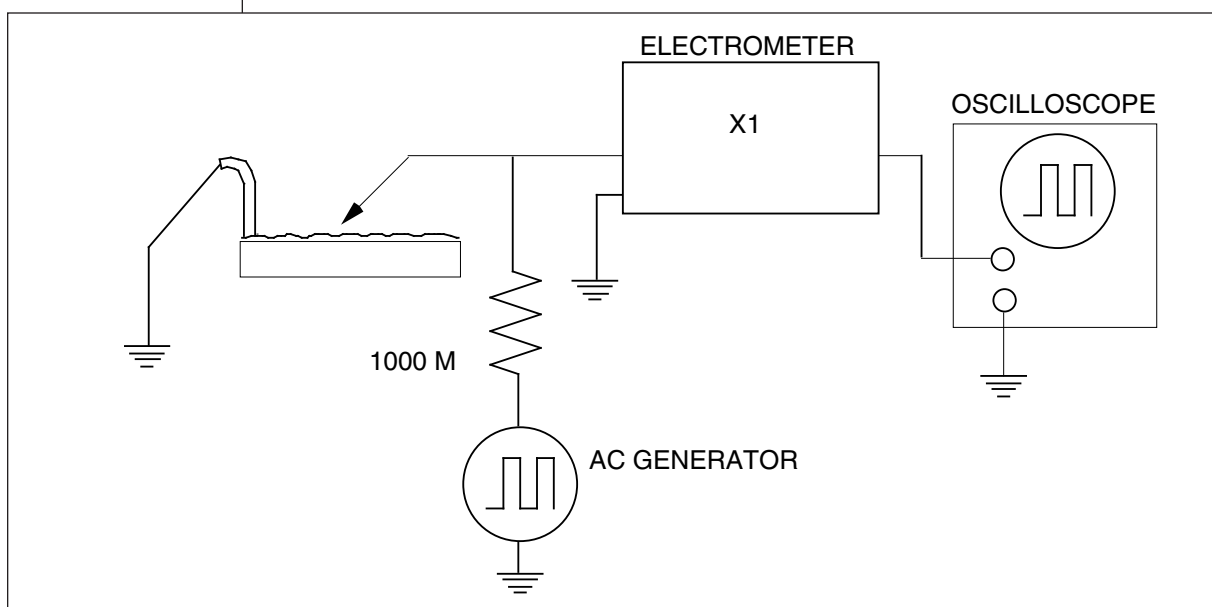 ELECTROMETER
X1
OSCILLOSCOPE
1000 M
AC GENERATOR